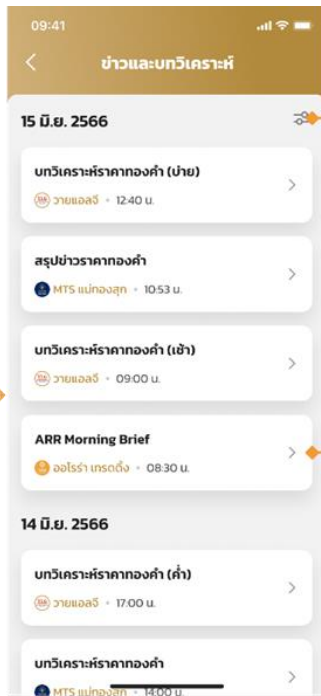 09:41
ข่าวและบทวิเคราะห์
15 มิ.ย. 2566
บทวิเคราะห์ราคาทองคำ (บ่าย)
วายแอลจี • 12:40 น.
สรุปข่าวราคาทองคำ
MTS แม่ทองสุก • 10:53 น.
บทวิเคราะห์ราคาทองคำ (เช้า)
วายแอลจี • 09:00 น.
ARR Morning Brief
ออโรร่า เทรดดิ้ง • 08:30 น.
14 มิ.ย. 2566
บทวิเคราะห์ราคาทองคำ (ค่ำ)
วายแอลจี • 17:00 น.
บทวิเคราะห์ราคาทองคำ
MTS แม่ทองสุก • 14:00 น.